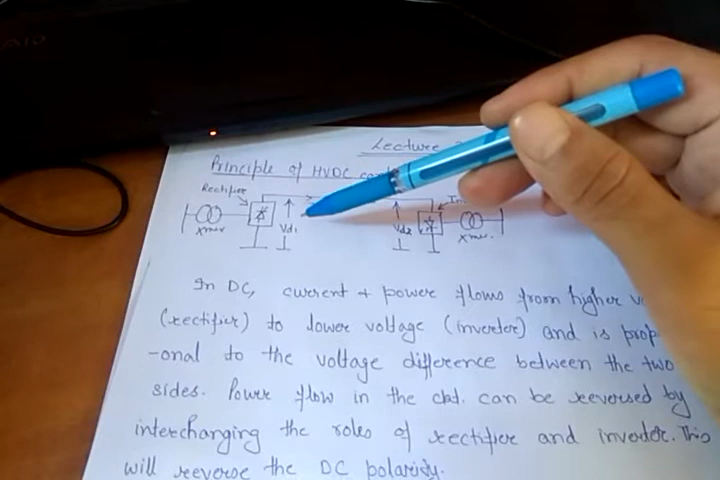 Lecture
Principle of HVDC
Rectifier
Xmer Vd1 Vd2 Xmer.
In DC, current + power flows from higher
(rectifier) to lower voltage (inverter) and is prop
-onal to the voltage difference between the two
sides. Power flow in the ckt. can be reversed by
interchanging the roles of rectifier and invertor. This
will reverse the DC polarity.